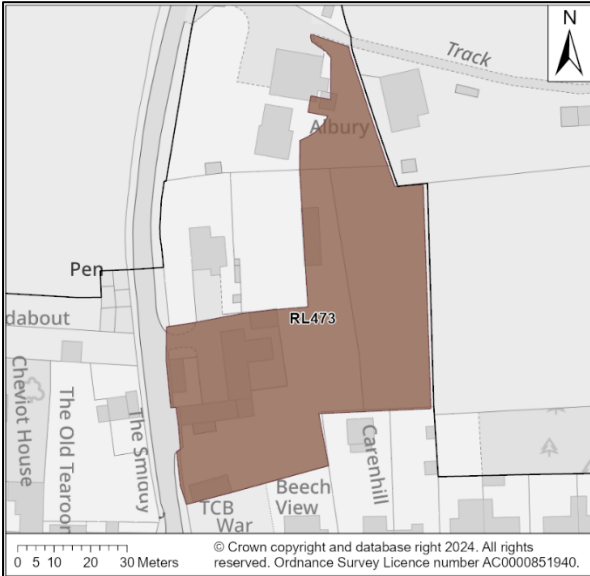 N
Track
Albury
Pen
RL473
dabout
Cheviot House
The Old Tearoom
The Smiddy
Carenhill
Beech
View
TCB
War
0 5 10 20 30 Meters
© Crown copyright and database right 2024. All rights
reserved. Ordnance Survey Licence number AC0000851940.